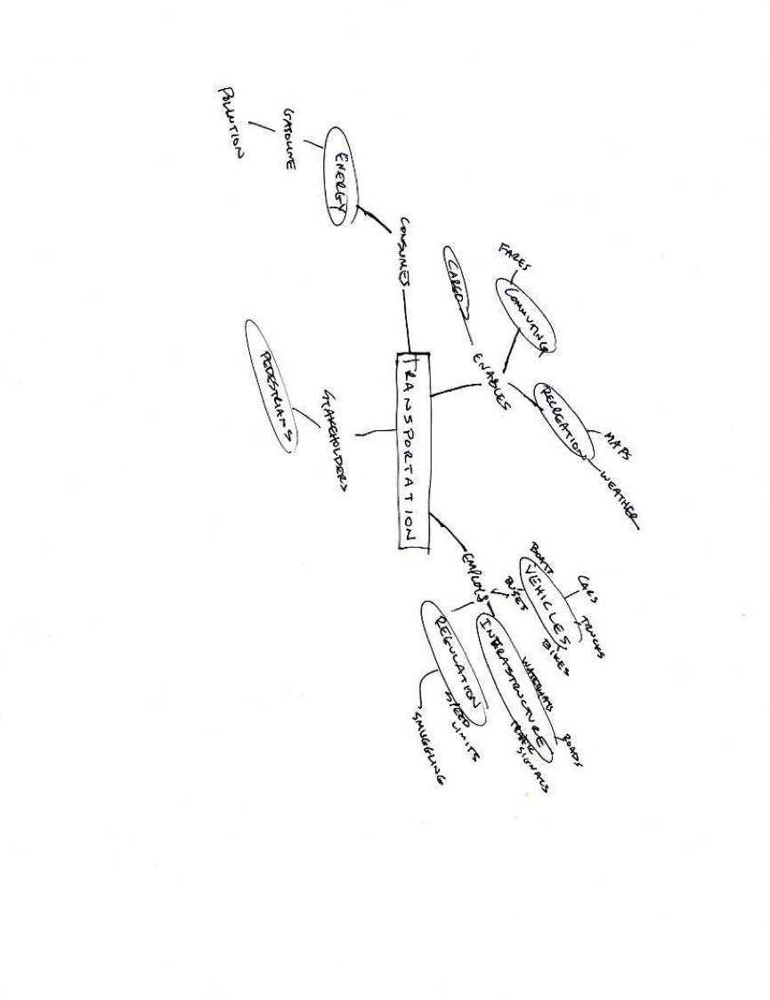 POLLUTION
GASOLINE
ENERGY
CONSUMES
FARES
COMMUTING
CARGO
ENABLES
RECREATION
MAPS
WEATHER
TRANSPORTATION
STAKEHOLDERS
PEDESTRIANS
EMPLOYS
BOATS
BUSES
VEHICLES
CARS
TRUCKS
BIKES
INFRASTRUCTURE
WATERWAYS
ROADS
SIGNALS
REGULATION
SPEED
LIMITS
SMUGGLING